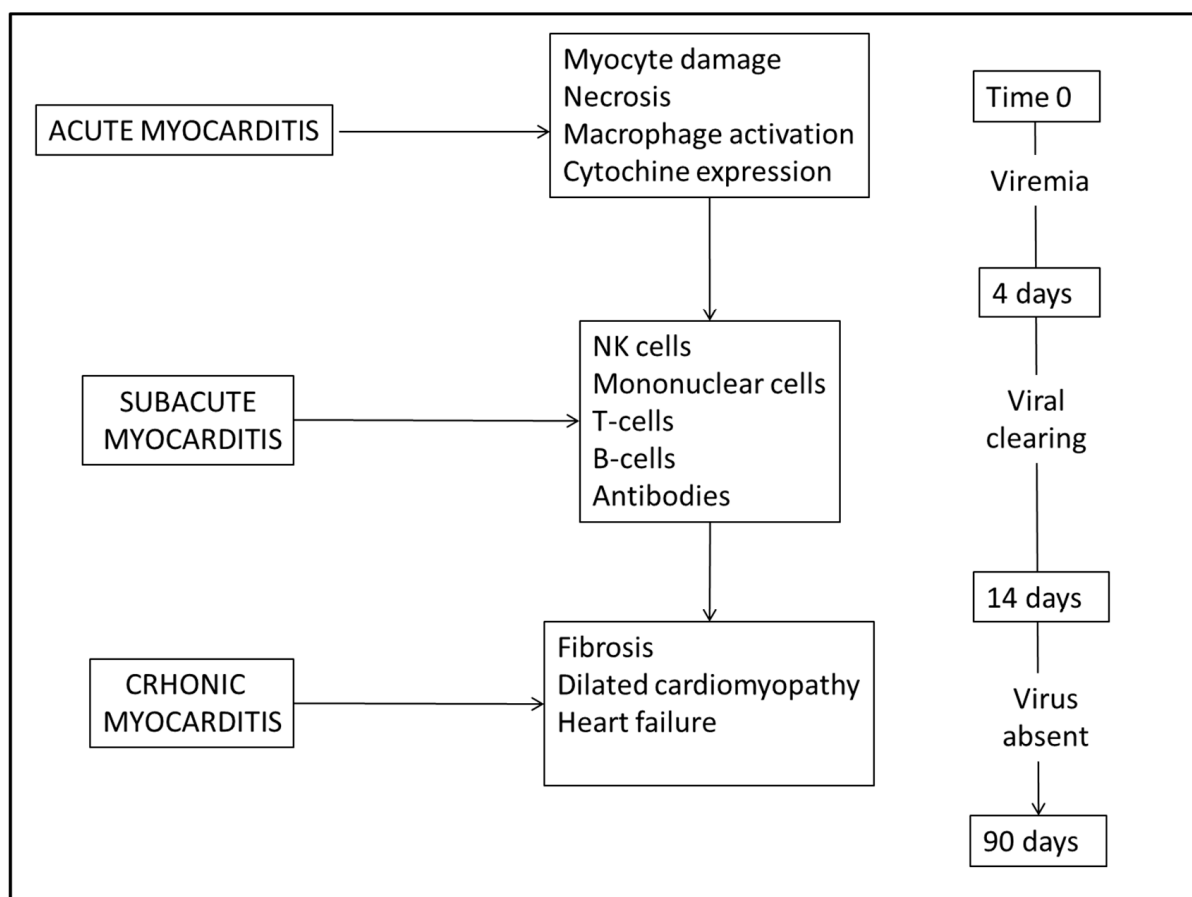 ACUTE MYOCARDITIS
Myocyte damage
Necrosis
Macrophage activation
Cytochine expression
SUBACUTE
MYOCARDITIS
NK cells
Mononuclear cells
T-cells
B-cells
Antibodies
CRHONIC
MYOCARDITIS
Fibrosis
Dilated cardiomyopathy
Heart failure
Time 0
Viremia
4 days
Viral
clearing
14 days
Virus
absent
90 days